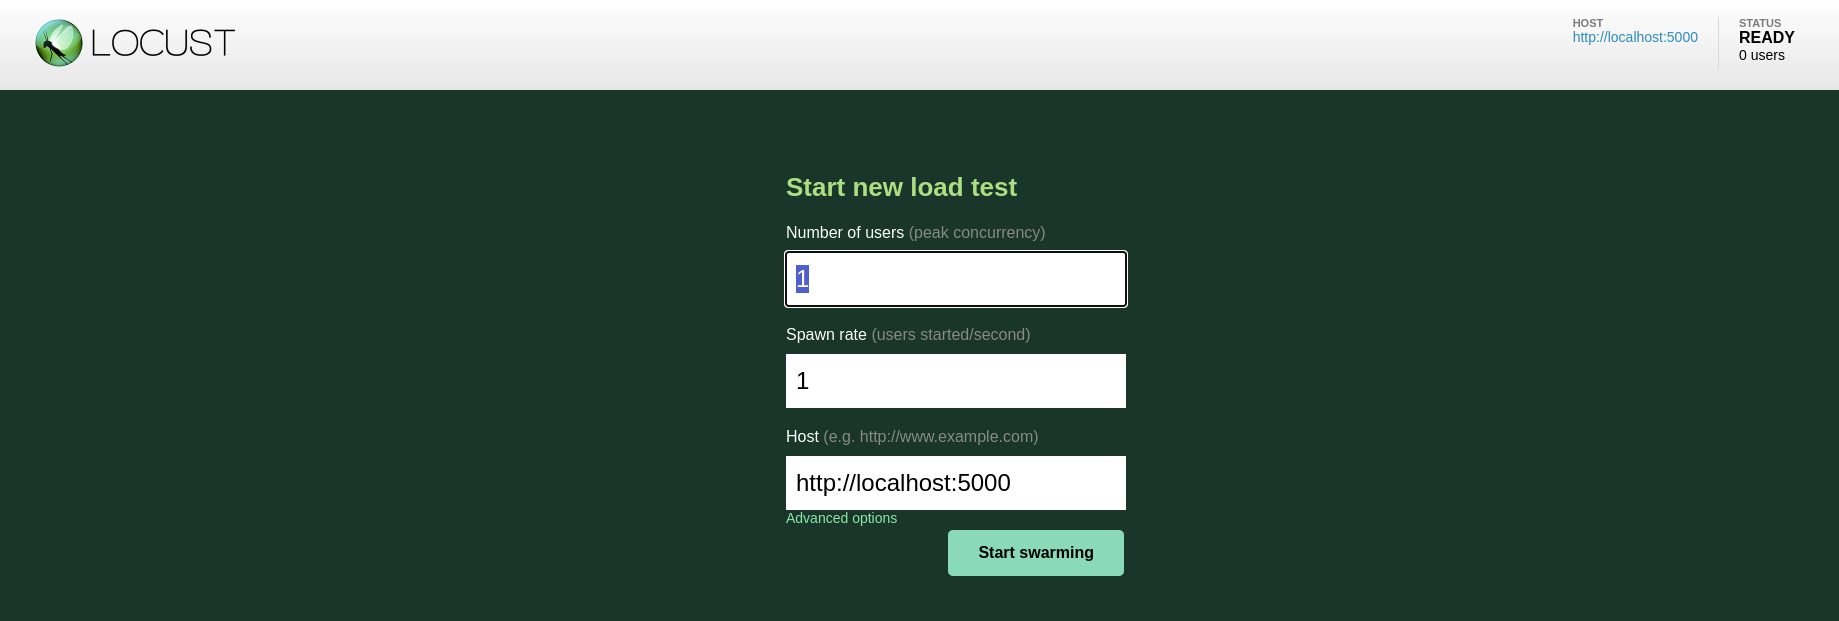 LOCUST
HOST
http://localhost:5000
STATUS
READY
0 users
Start new load test
Number of users (peak concurrency)
1
Spawn rate (users started/second)
1
Host (e.g. http://www.example.com)
http://localhost:5000
Advanced options
Start swarming